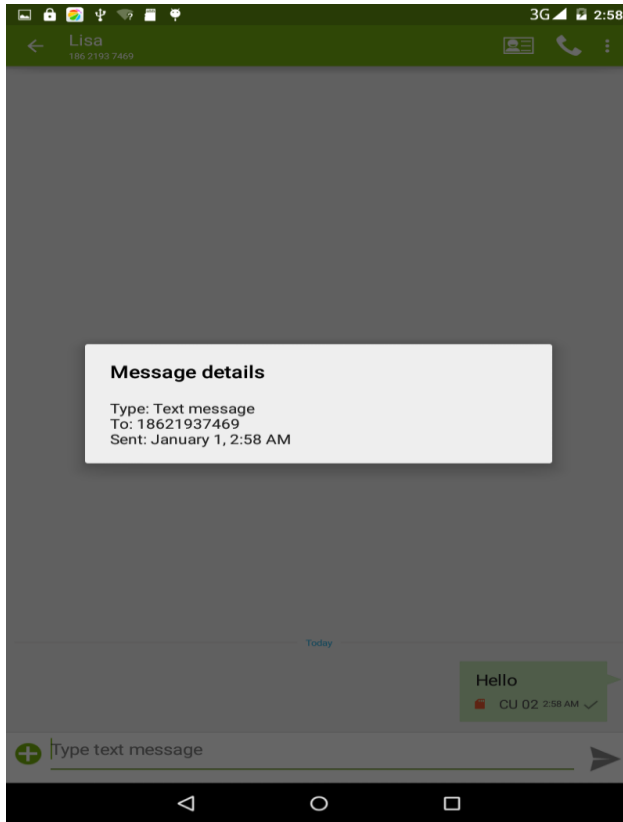 3G 2:58
Lisa
186 2193 7469
Message details
Type: Text message
To: 18621937469
Sent: January 1, 2:58 AM
Today
Hello
CU 02 2:58 AM
Type text message